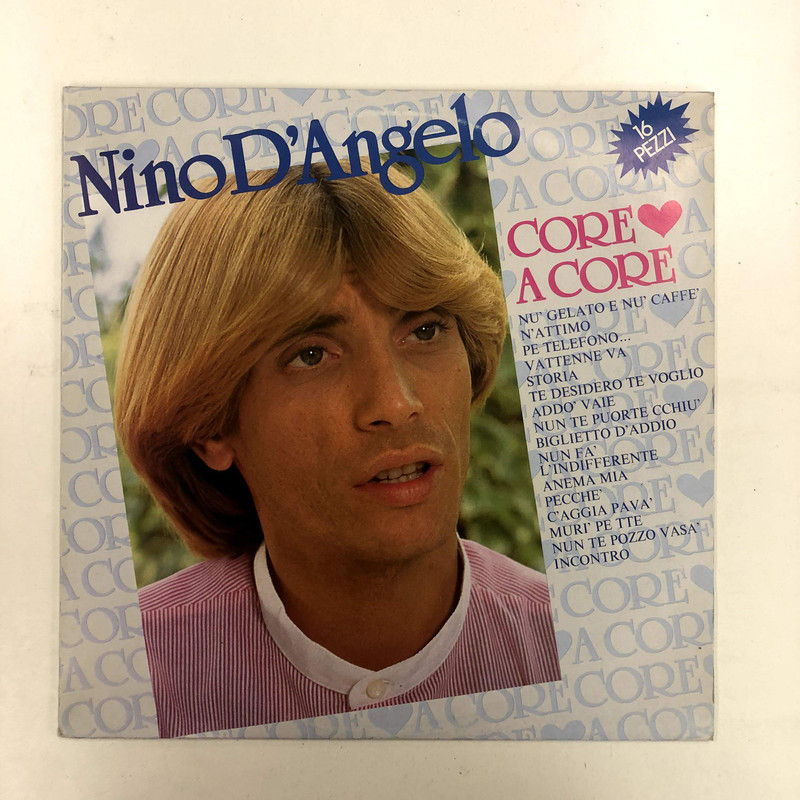 Nino D'Angelo
16
PEZZI
CORE
A CORE
NU' GELATO E NU' CAFFE'
N'ATTIMO
PE TELEFONO...
VATTENNE VA
STORIA
TE DESIDERO TE VOGLIO
ADDO' VAIE
NUN TE PUORTE CCHIU'
BIGLIETTO D'ADDIO
NUN FA'
L'INDIFFERENTE
ANEMA MIA
PECCHE'
C'AGGIA PAVA'
MURI' PE TTE
NUN TE POZZO VASA'
INCONTRO